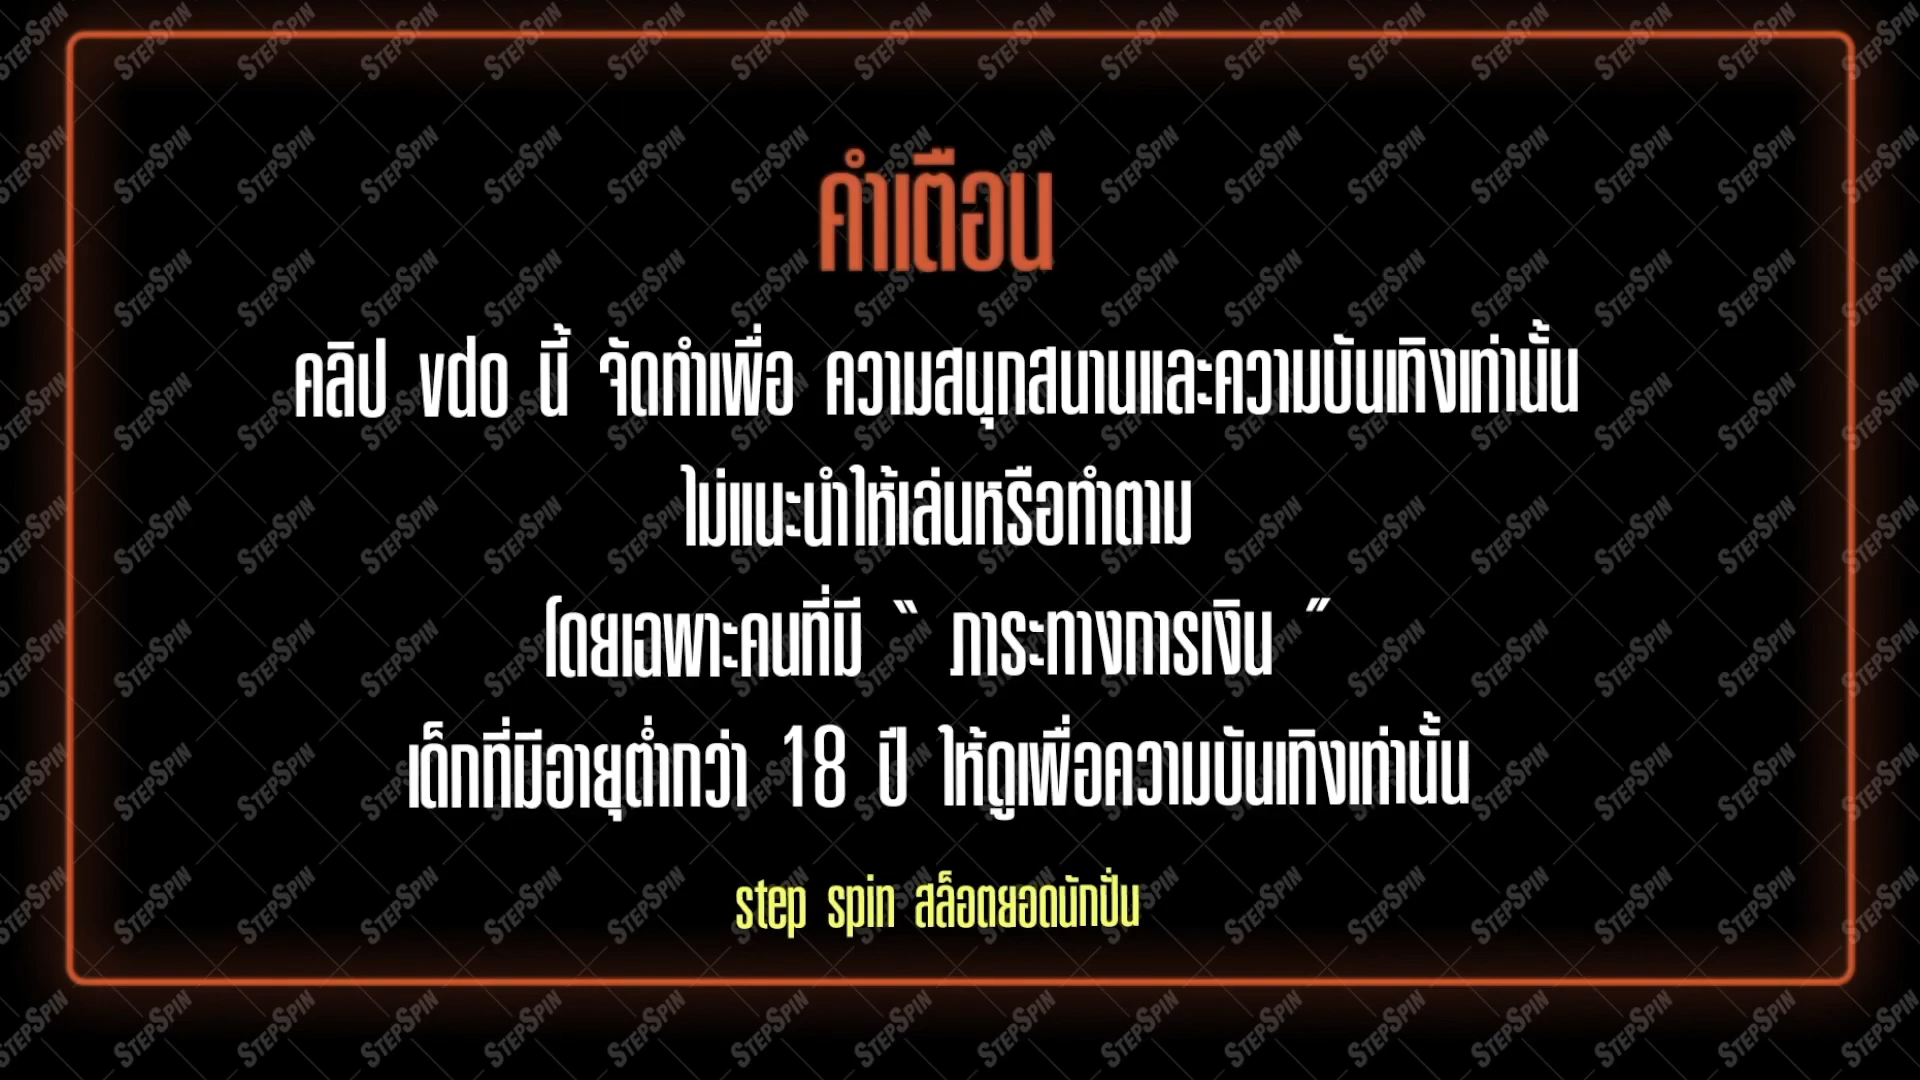 คำเตือน
คลิป vdo นี้ จัดทำเพื่อ ความสนุกสนานและความบันเทิงเท่านั้น
ไม่แนะนำให้เล่นหรือทำตาม
โดยเฉพาะคนที่มี “ ภาระทางการเงิน ”
เด็กที่มีอายุต่ำกว่า 18 ปี ให้ดูเพื่อความบันเทิงเท่านั้น
step spin สล็อตยอดนักปั่น
STEPSPIN